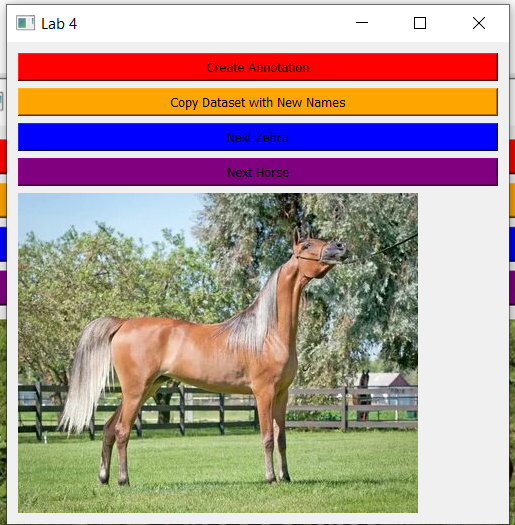 Lab 4
Create Annotation
Copy Dataset with New Names
Next Zebra
Next Horse